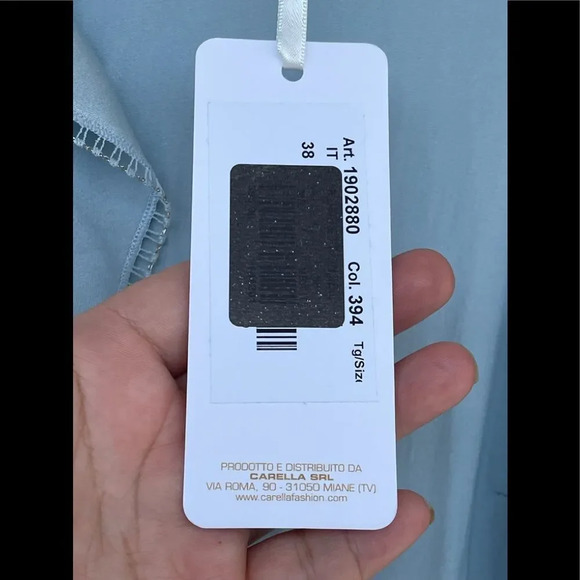 Art. 1902880 Col. 394 Tg/Size
IT
38
PRODOTTO E DISTRIBUITO DA
CARELLA SRL
VIA ROMA, 90 - 31050 MIANE (TV)
www.carellafashion.com